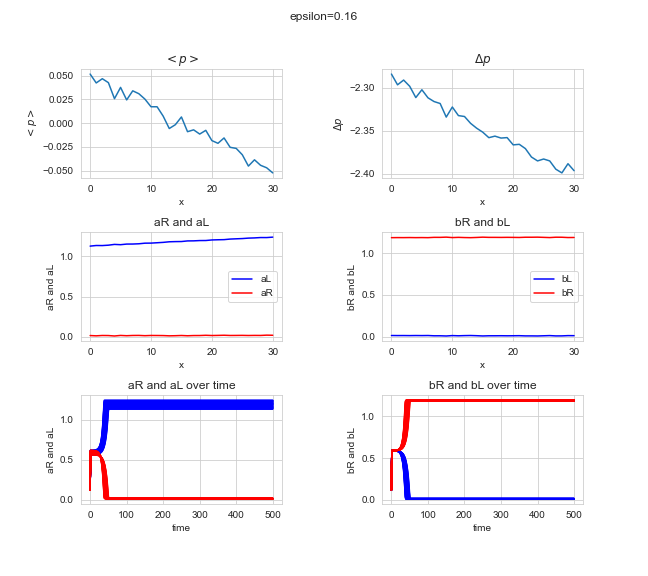 epsilon=0.16
< p >
0.050
0.025
0.000
−0.025
−0.050
< p >
0
10
20
30
x
Δp
−2.30
−2.35
−2.40
Δp
0
10
20
30
x
aR and aL
1.0
0.5
0.0
aR and aL
aL
aR
0
10
20
30
x
bR and bL
1.0
0.5
0.0
bR and bL
bL
bR
0
10
20
30
x
aR and aL over time
1.0
0.5
0.0
aR and aL
0
100
200
300
400
500
time
bR and bL over time
1.0
0.5
0.0
bR and bL
0
100
200
300
400
500
time